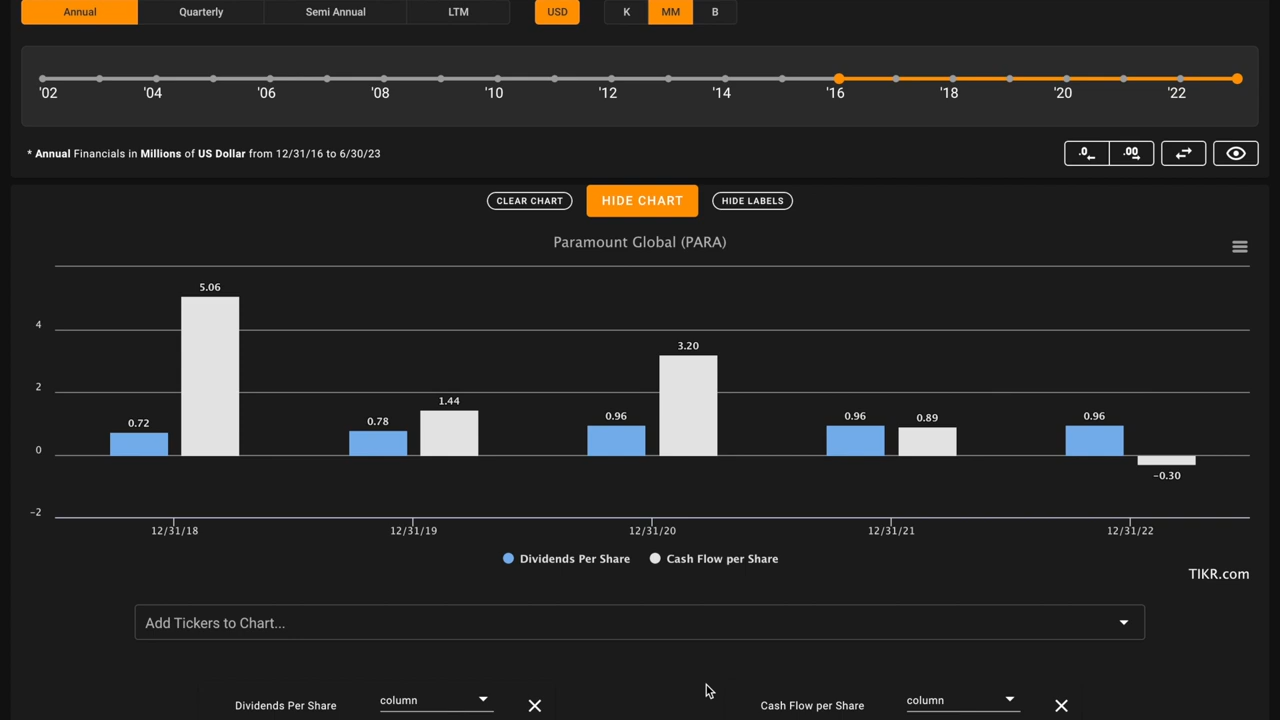 Annual Quarterly Semi Annual LTM USD K MM B
'02 '04 '06 '08 '10 '12 '14 '16 '18 '20 '22
* Annual Financials in Millions of US Dollar from 12/31/16 to 6/30/23
.0 .00
CLEAR CHART HIDE CHART HIDE LABELS
Paramount Global (PARA)
5.06
4
3.20
2
1.44
0.72 0.78 0.96 0.96 0.89 0.96
0
−0.30
−2
12/31/18 12/31/19 12/31/20 12/31/21 12/31/22
Dividends Per Share Cash Flow per Share
TIKR.com
Add Tickers to Chart...
Dividends Per Share column Cash Flow per Share column